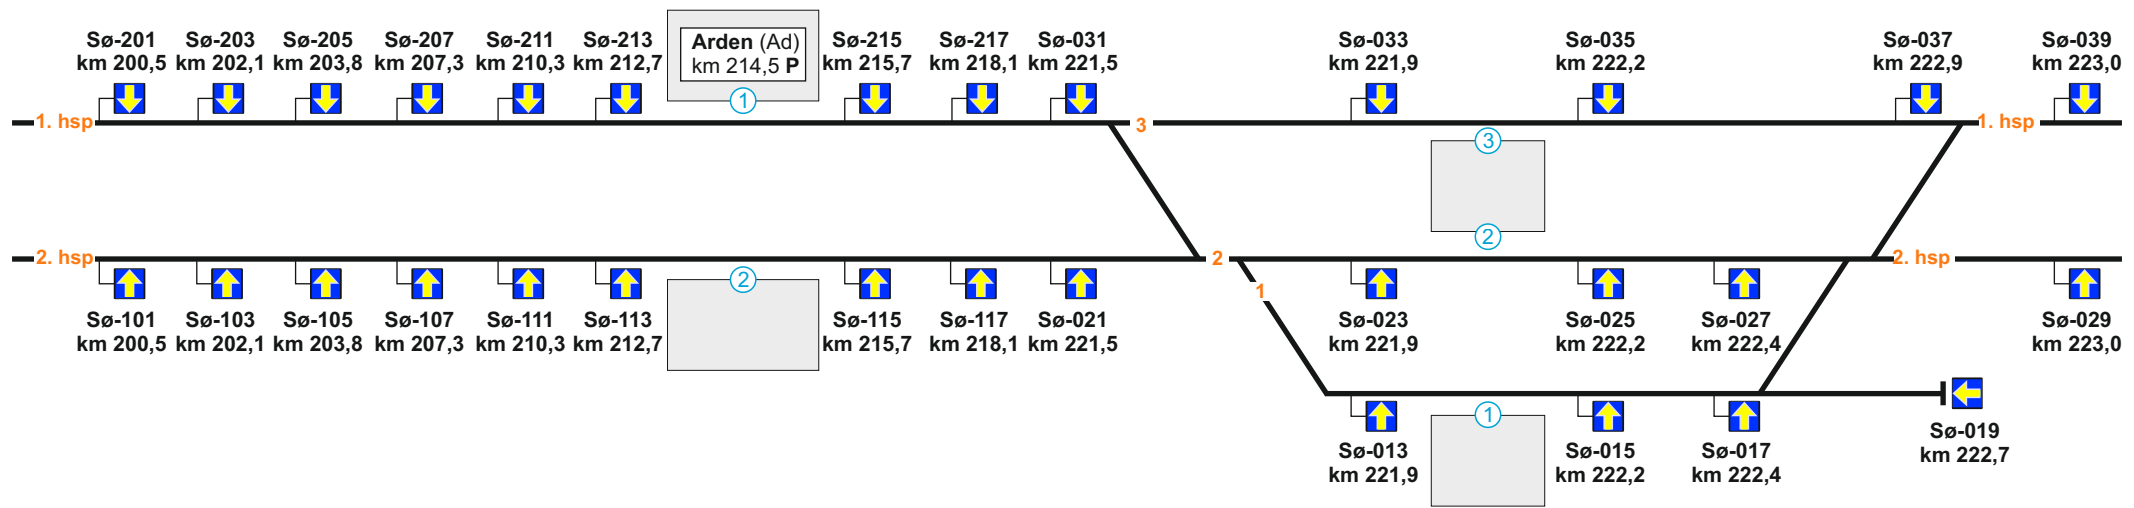 Sø-201 Sø-203 Sø-205 Sø-207 Sø-211 Sø-213 Arden (Ad) Sø-215 Sø-217 Sø-031 Sø-033 Sø-035 Sø-037 Sø-039
km 200,5 km 202,1 km 203,8 km 207,3 km 210,3 km 212,7 km 214,5 P km 215,7 km 218,1 km 221,5 km 221,9 km 222,2 km 222,9 km 223,0
1
1. hsp 3 1. hsp
3
2
2. hsp 2 2. hsp
2 1
Sø-101 Sø-103 Sø-105 Sø-107 Sø-111 Sø-113 Sø-115 Sø-117 Sø-021 Sø-023 Sø-025 Sø-027 Sø-029
km 200,5 km 202,1 km 203,8 km 207,3 km 210,3 km 212,7 km 215,7 km 218,1 km 221,5 km 221,9 km 222,2 km 222,4 km 223,0
1
Sø-019
km 222,7
Sø-013 Sø-015 Sø-017
km 221,9 km 222,2 km 222,4